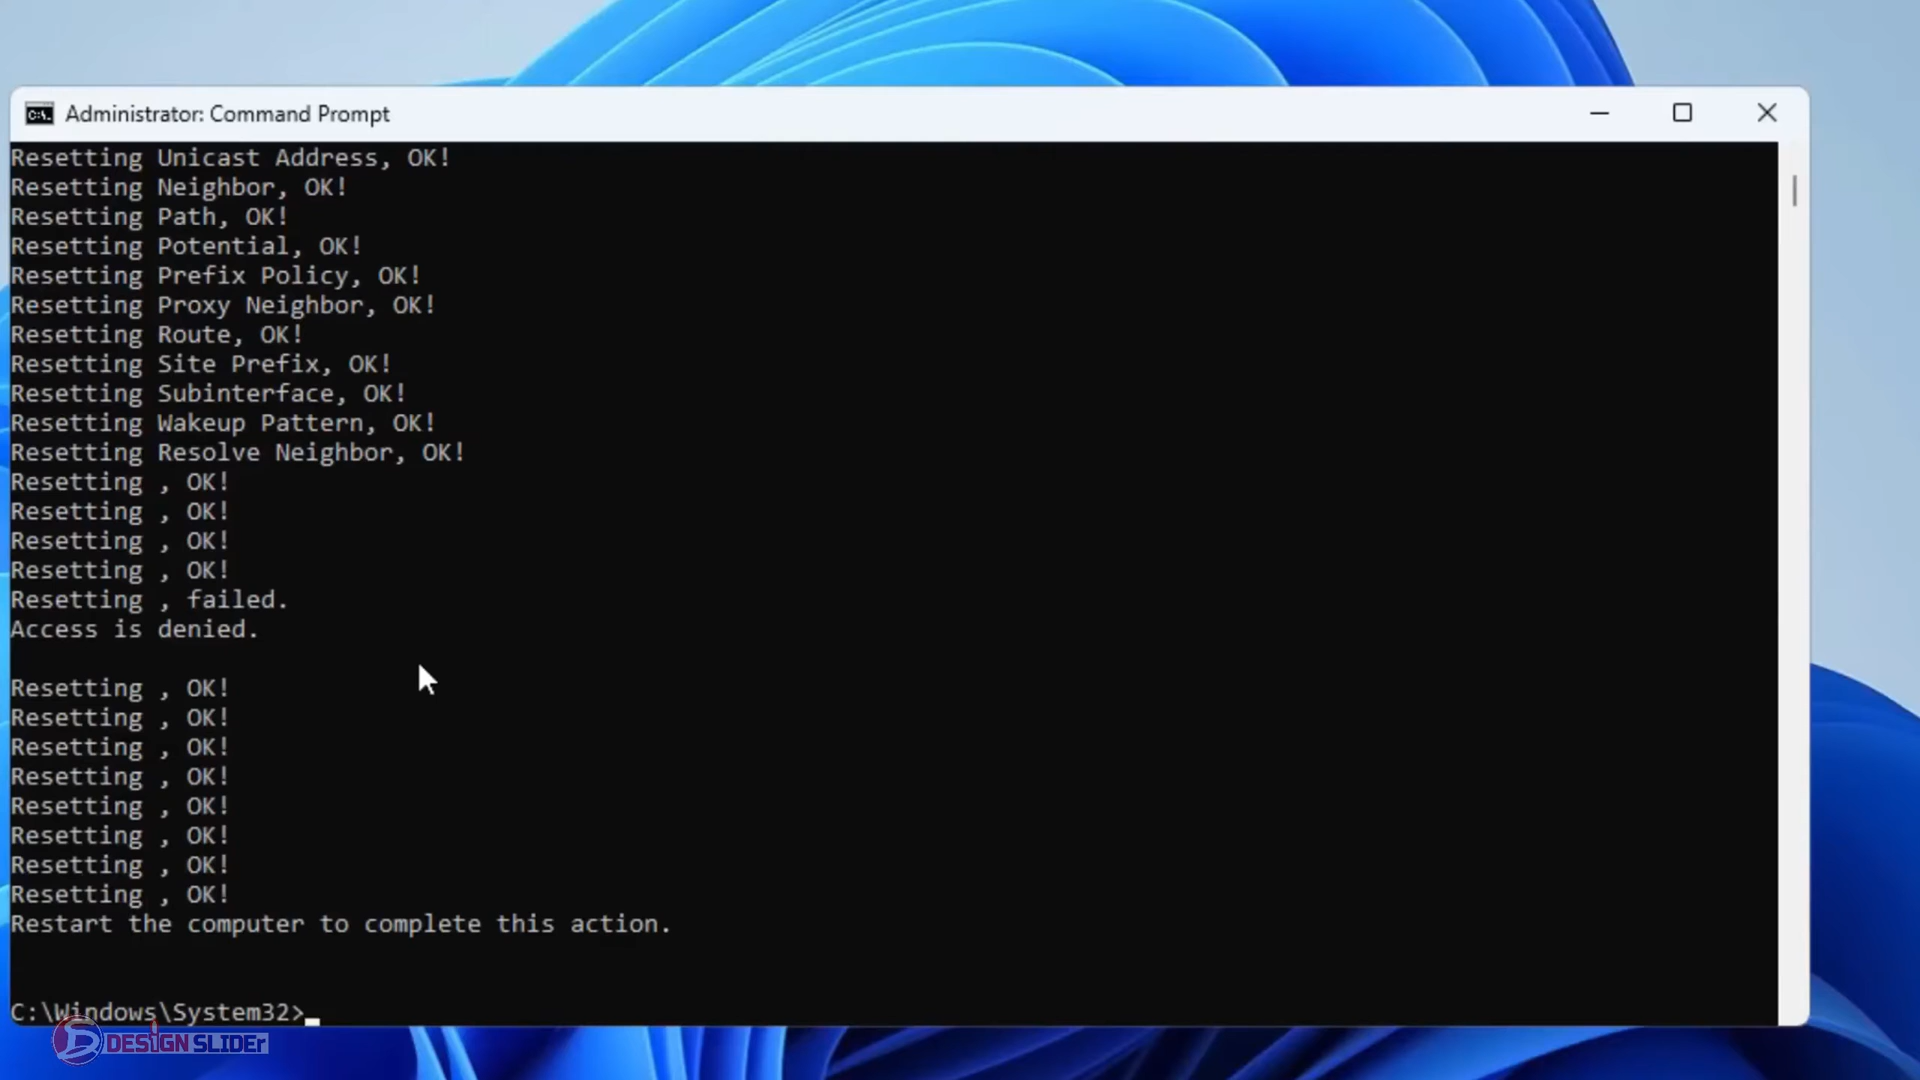 Administrator: Command Prompt
Resetting Unicast Address, OK!
Resetting Neighbor, OK!
Resetting Path, OK!
Resetting Potential, OK!
Resetting Prefix Policy, OK!
Resetting Proxy Neighbor, OK!
Resetting Route, OK!
Resetting Site Prefix, OK!
Resetting Subinterface, OK!
Resetting Wakeup Pattern, OK!
Resetting Resolve Neighbor, OK!
Resetting , OK!
Resetting , OK!
Resetting , OK!
Resetting , OK!
Resetting , failed.
Access is denied.
Resetting , OK!
Resetting , OK!
Resetting , OK!
Resetting , OK!
Resetting , OK!
Resetting , OK!
Resetting , OK!
Resetting , OK!
Restart the computer to complete this action.
C:\Windows\System32>
DESIGN SLIDER